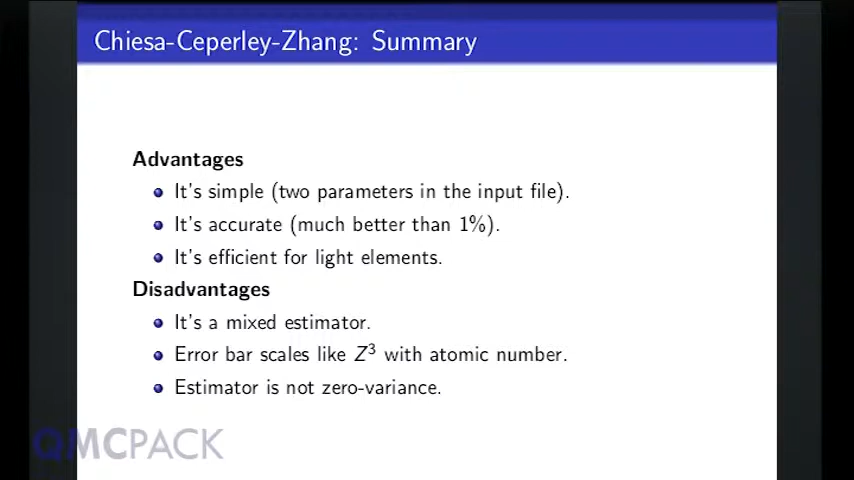 Chiesa-Ceperley-Zhang: Summary
Advantages
It's simple (two parameters in the input file).
It's accurate (much better than 1%).
It's efficient for light elements.
Disadvantages
It's a mixed estimator.
Error bar scales like Z³ with atomic number.
Estimator is not zero-variance.
QMCPACK